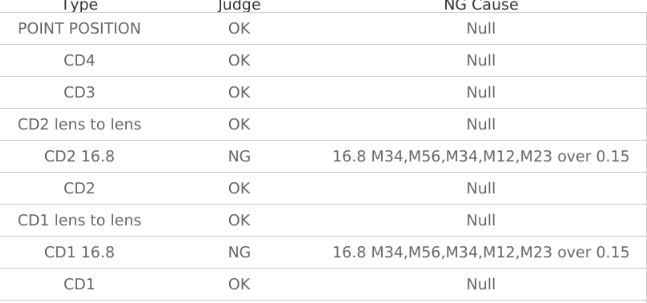 Type Judge NG Cause
POINT POSITION OK Null
CD4 OK Null
CD3 OK Null
CD2 lens to lens OK Null
CD2 16.8 NG 16.8 M34,M56,M34,M12,M23 over 0.15
CD2 OK Null
CD1 lens to lens OK Null
CD1 16.8 NG 16.8 M34,M56,M34,M12,M23 over 0.15
CD1 OK Null